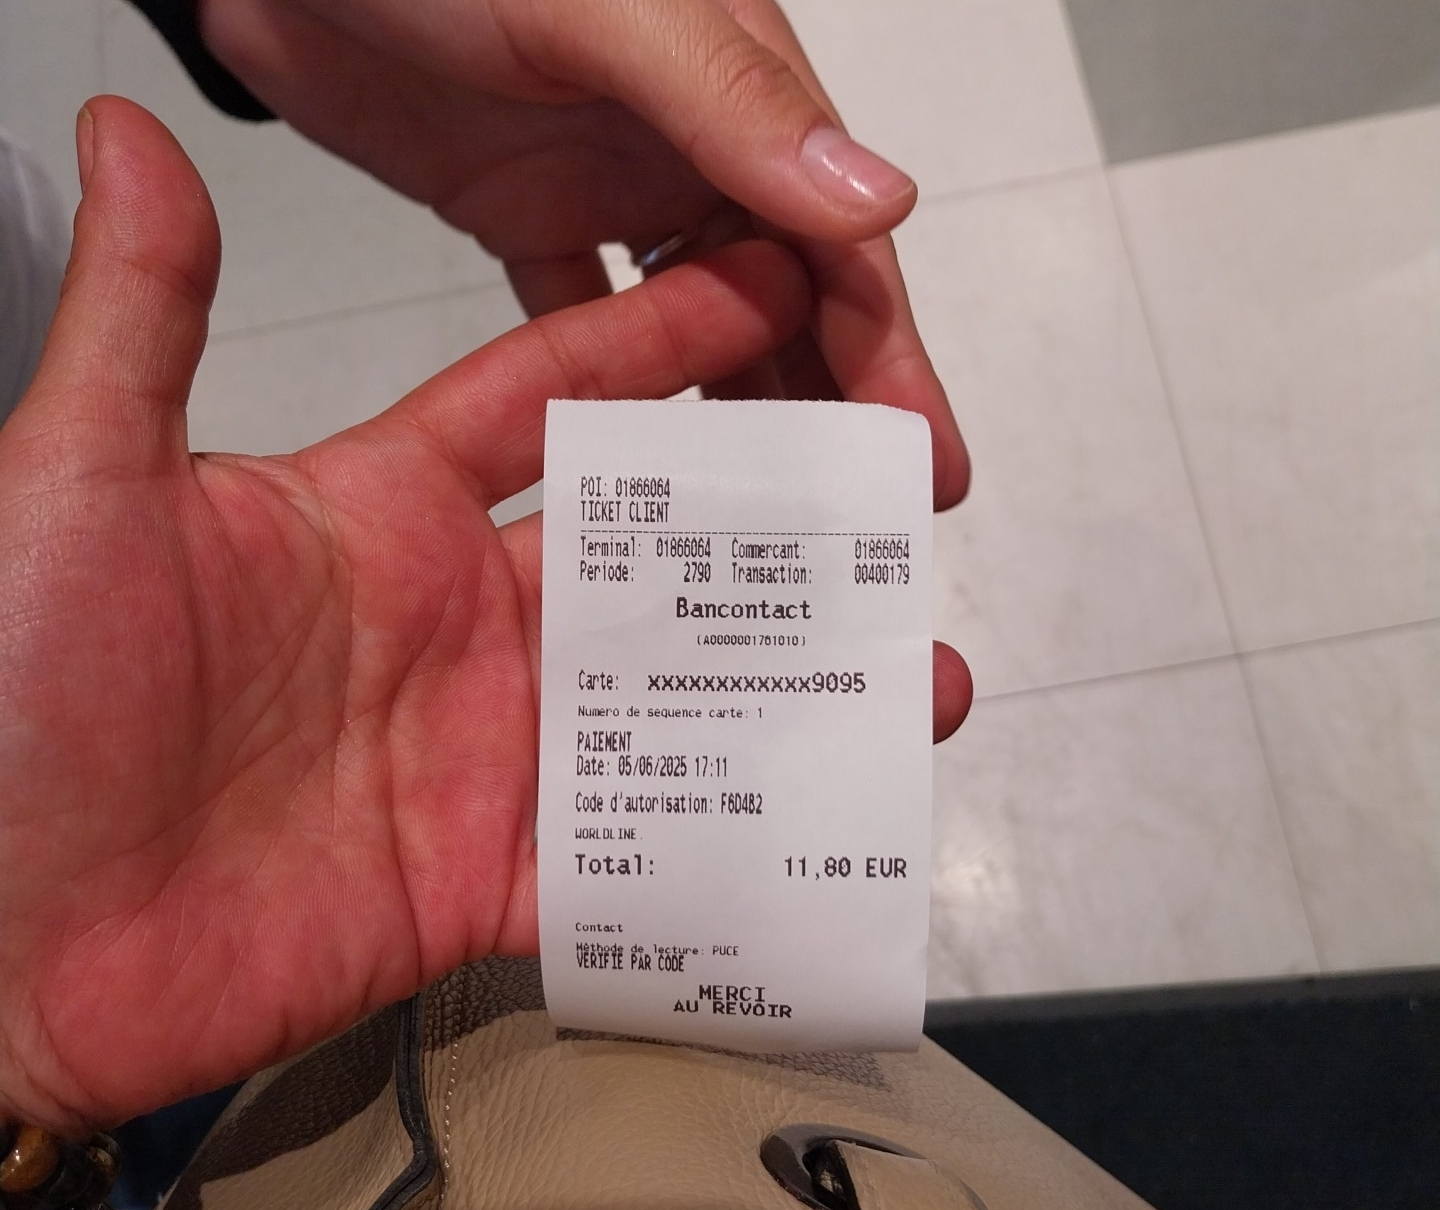 POI: 01866064
TICKET CLIENT
Terminal: 01866064 Commercant: 01866064
Periode: 2790 Transaction: 00400179
Bancontact
(A0000001761010)
Carte: xxxxxxxxxxxx9095
Numero de sequence carte: 1
PAIEMENT
Date: 05/06/2025 17:11
Code d'autorisation: F6D4B2
WORLDLINE.
Total: 11,80 EUR
Contact
Méthode de lecture: PUCE
VERIFIE PAR CODE
MERCI
AU REVOIR